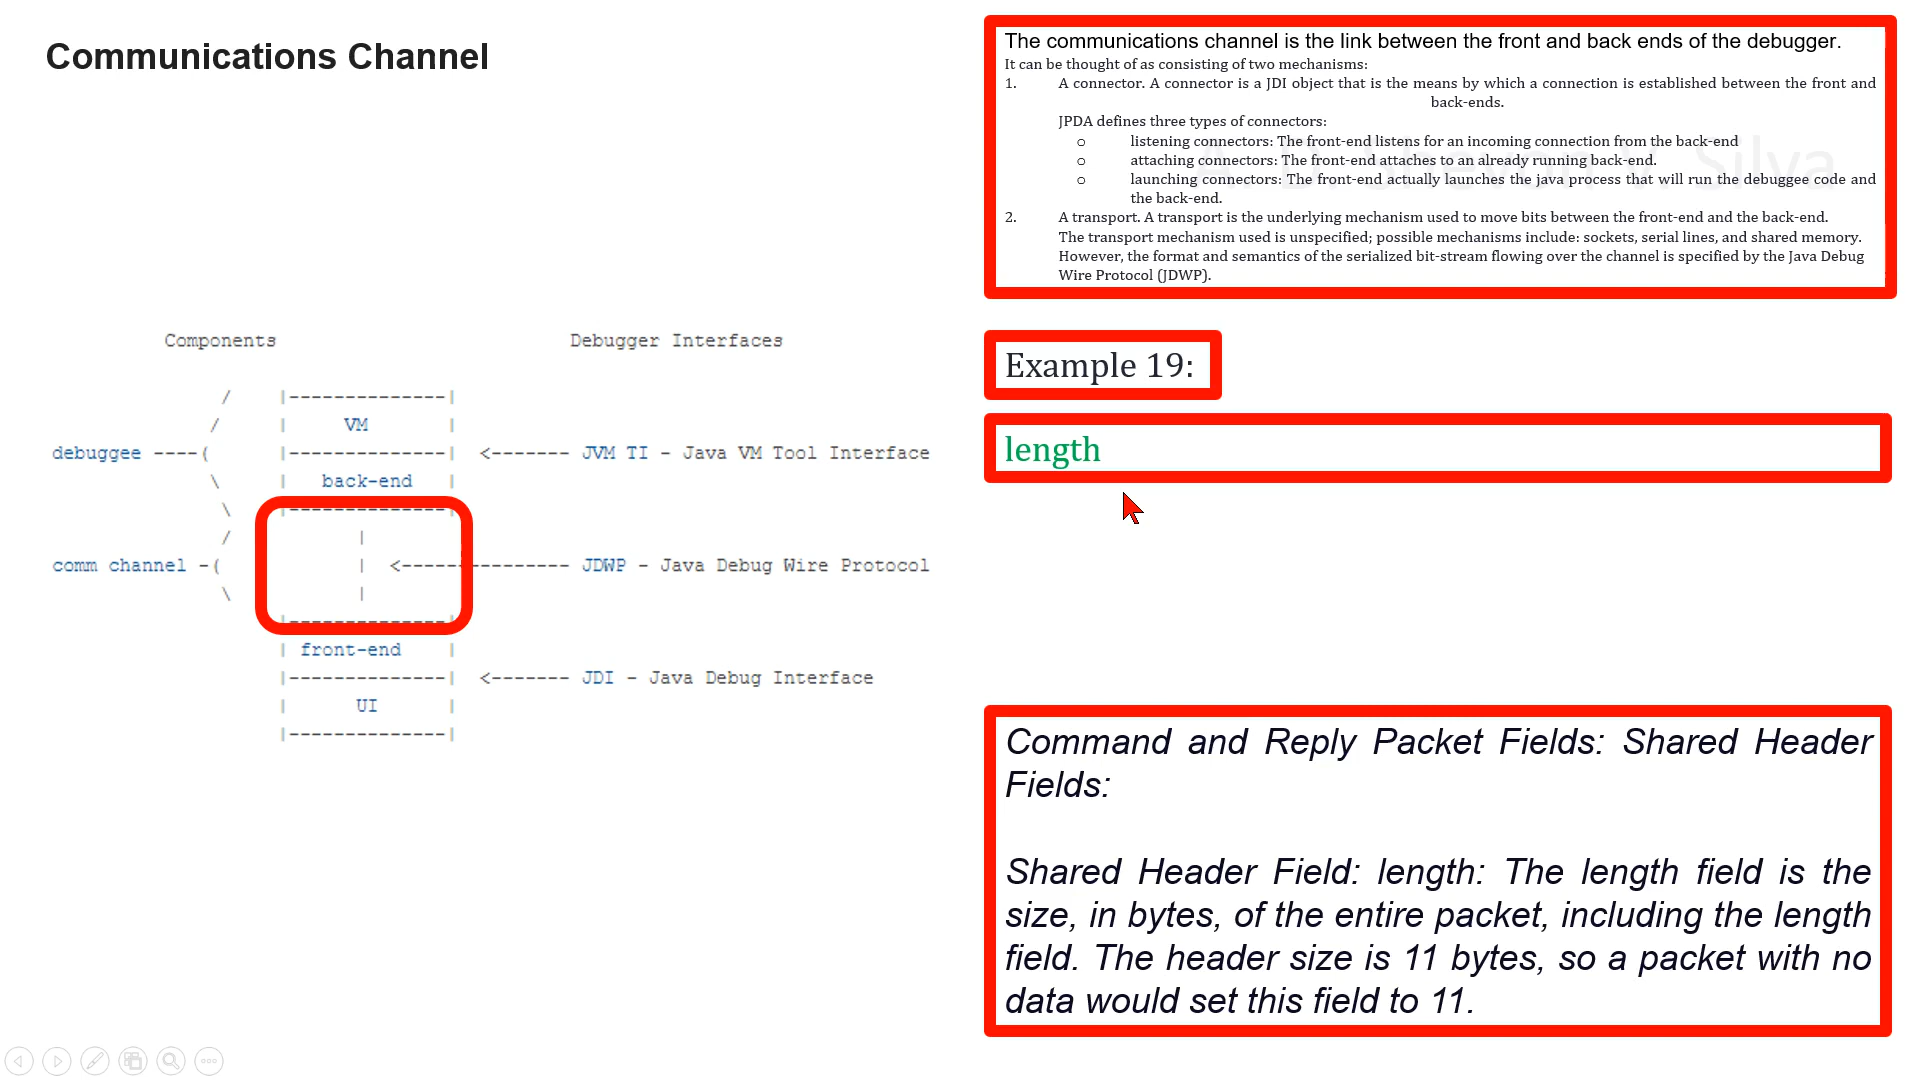 Communications Channel
The communications channel is the link between the front and back ends of the debugger.
It can be thought of as consisting of two mechanisms:
1. A connector. A connector is a JDI object that is the means by which a connection is established between the front and
back-ends.
JPDA defines three types of connectors:
o listening connectors: The front-end listens for an incoming connection from the back-end
o attaching connectors: The front-end attaches to an already running back-end.
o launching connectors: The front-end actually launches the java process that will run the debuggee code and
the back-end.
2. A transport. A transport is the underlying mechanism used to move bits between the front-end and the back-end.
The transport mechanism used is unspecified; possible mechanisms include: sockets, serial lines, and shared memory.
However, the format and semantics of the serialized bit-stream flowing over the channel is specified by the Java Debug
Wire Protocol (JDWP).
Silva
Components Debugger Interfaces
/ |--------------|
/ | VM |
debuggee ----( |--------------| <------- JVM TI - Java VM Tool Interface
\ | back-end |
\ |--------------|
/ |
comm channel -( | <--------------- JDWP - Java Debug Wire Protocol
\ |
|--------------|
| front-end |
|--------------| <------- JDI - Java Debug Interface
| UI |
|--------------|
Example 19:
length
Command and Reply Packet Fields: Shared Header
Fields:
Shared Header Field: length: The length field is the
size, in bytes, of the entire packet, including the length
field. The header size is 11 bytes, so a packet with no
data would set this field to 11.